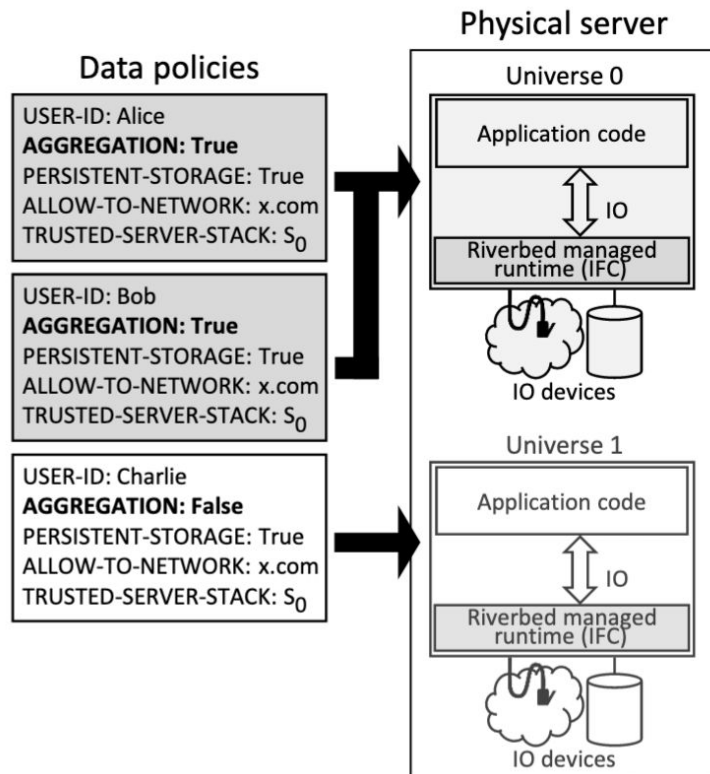 Data policies
USER-ID: Alice
AGGREGATION: True
PERSISTENT-STORAGE: True
ALLOW-TO-NETWORK: x.com
TRUSTED-SERVER-STACK: S0
USER-ID: Bob
AGGREGATION: True
PERSISTENT-STORAGE: True
ALLOW-TO-NETWORK: x.com
TRUSTED-SERVER-STACK: S0
USER-ID: Charlie
AGGREGATION: False
PERSISTENT-STORAGE: True
ALLOW-TO-NETWORK: x.com
TRUSTED-SERVER-STACK: S0
Physical server
Universe 0
Application code
IO
Riverbed managed
runtime (IFC)
IO devices
Universe 1
Application code
IO
Riverbed managed
runtime (IFC)
IO devices